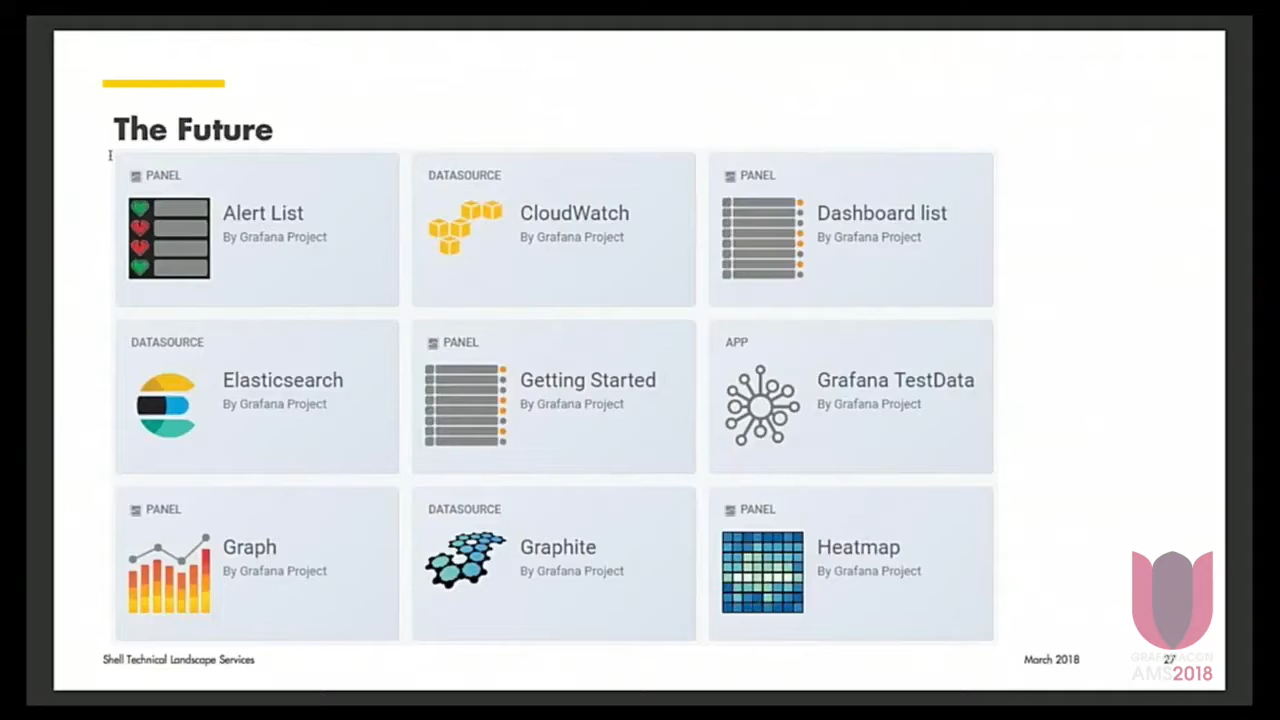 The Future
PANEL
Alert List
By Grafana Project
DATASOURCE
CloudWatch
By Grafana Project
PANEL
Dashboard list
By Grafana Project
DATASOURCE
Elasticsearch
By Grafana Project
PANEL
Getting Started
By Grafana Project
APP
Grafana TestData
By Grafana Project
PANEL
Graph
By Grafana Project
DATASOURCE
Graphite
By Grafana Project
PANEL
Heatmap
By Grafana Project
Shell Technical Landscape Services
March 2018
27
GRAFANACON
AMS2018